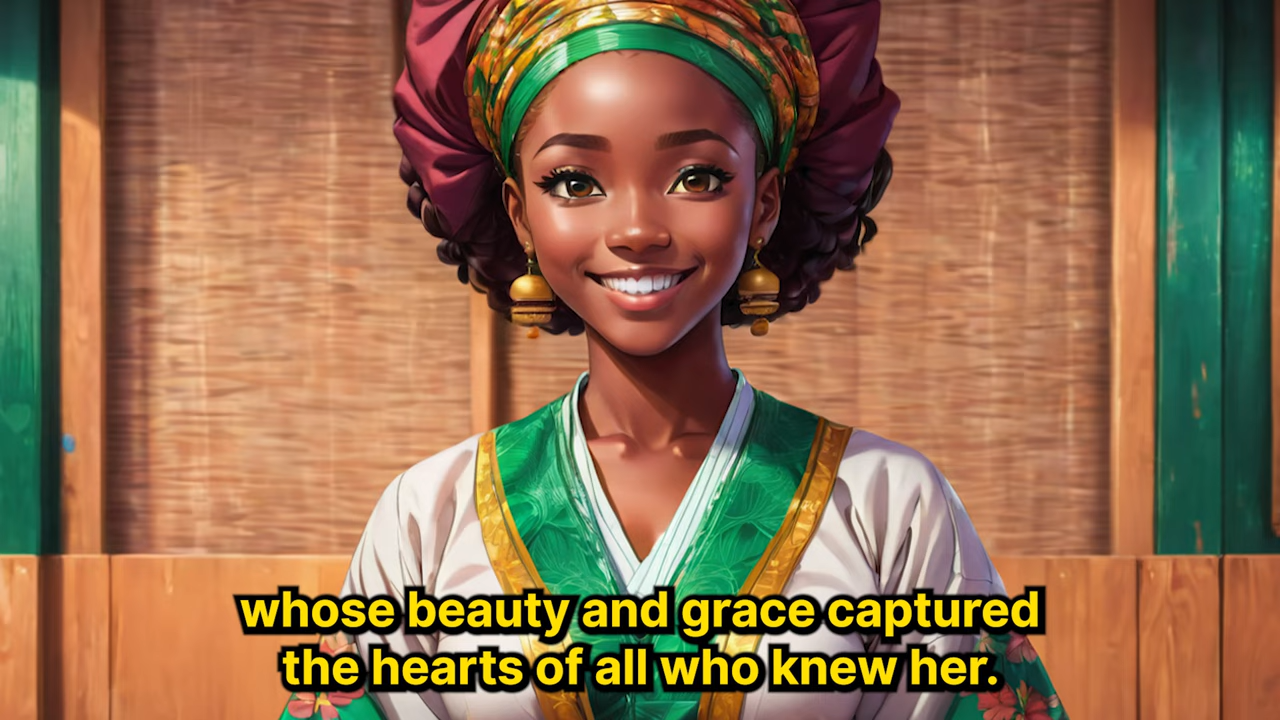 whose beauty and grace captured
the hearts of all who knew her.